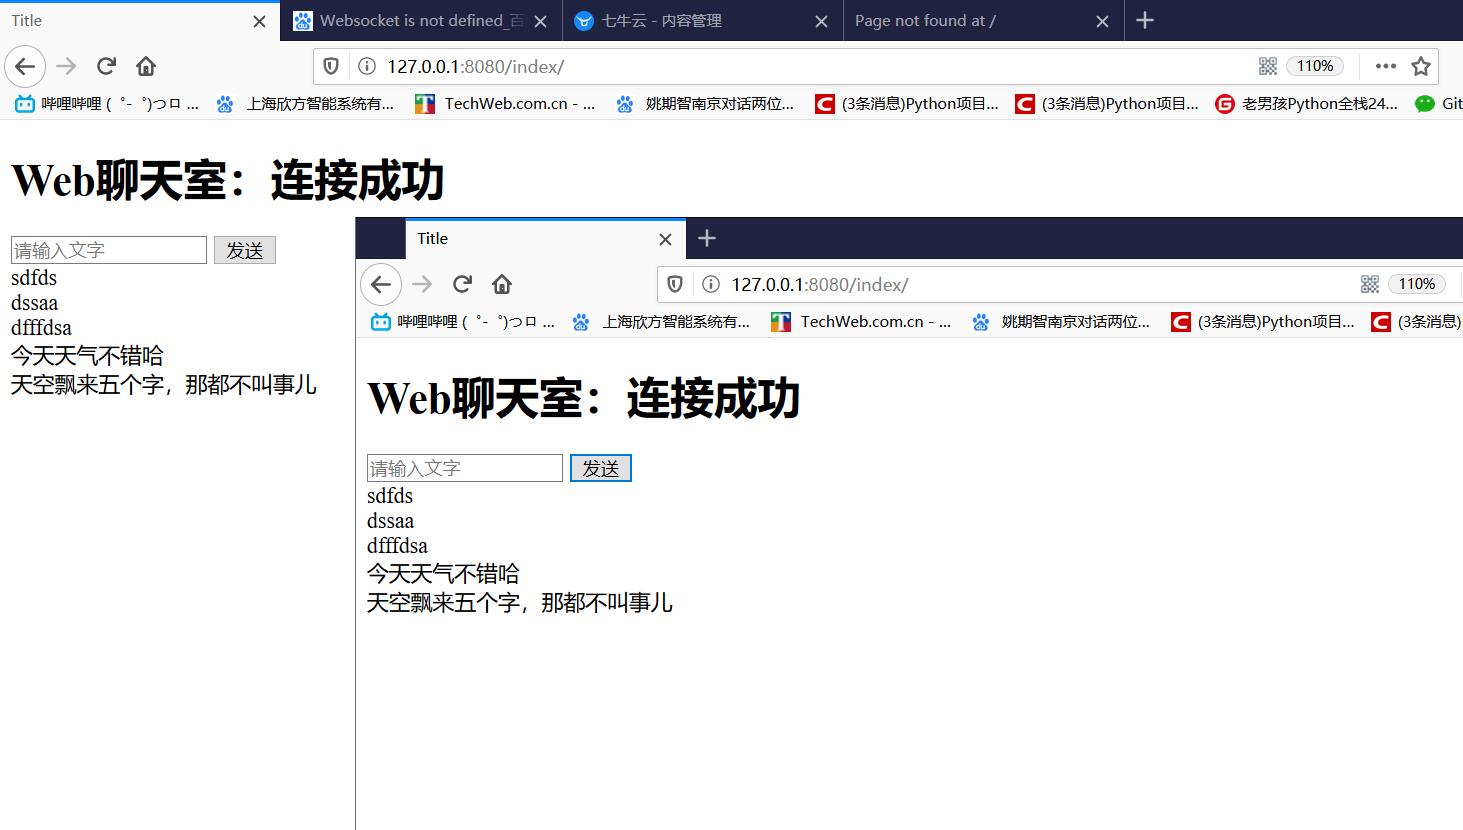 Title
Websocket is not defined_百
七牛云 - 内容管理
Page not found at /
127.0.0.1:8080/index/
110%
哔哩哔哩 ( ゜- ゜)つロ ...
上海欣方智能系统有...
TechWeb.com.cn - ...
姚期智南京对话两位...
(3条消息)Python项目...
(3条消息)Python项目...
老男孩Python全栈24...
Git
Web聊天室：连接成功
请输入文字 发送
sdfds
dssaa
dfffdsa
今天天气不错哈
天空飘来五个字，那都不叫事儿
Title
127.0.0.1:8080/index/
110%
哔哩哔哩 ( ゜- ゜)つロ ...
上海欣方智能系统有...
TechWeb.com.cn - ...
姚期智南京对话两位...
(3条消息)Python项目...
(3条消息)
Web聊天室：连接成功
请输入文字 发送
sdfds
dssaa
dfffdsa
今天天气不错哈
天空飘来五个字，那都不叫事儿